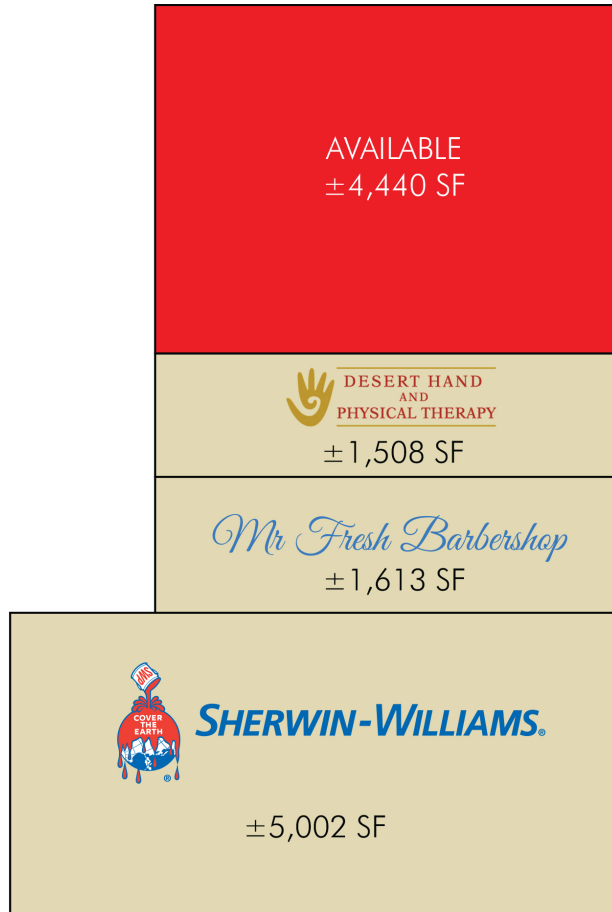 AVAILABLE
±4,440 SF
DESERT HAND
AND
PHYSICAL THERAPY
±1,508 SF
Mr Fresh Barbershop
±1,613 SF
SWP
COVER
THE
EARTH
®
SHERWIN-WILLIAMS®
±5,002 SF